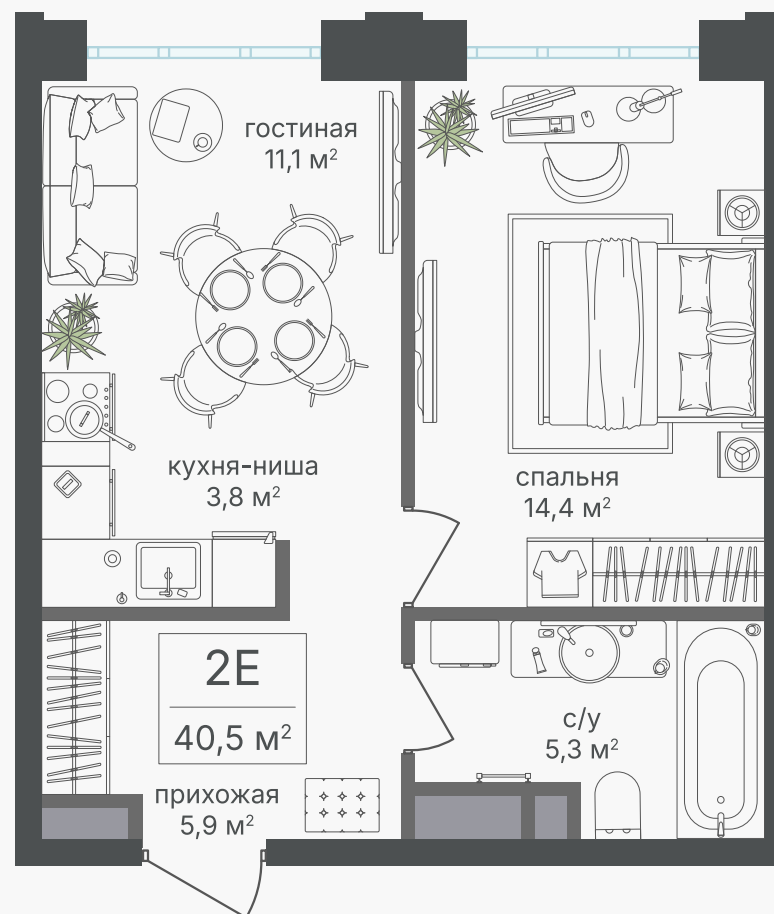 гостиная
11,1 м²
кухня-ниша
3,8 м²
спальня
14,4 м²
2Е
40,5 м²
с/у
5,3 м²
прихожая
5,9 м²